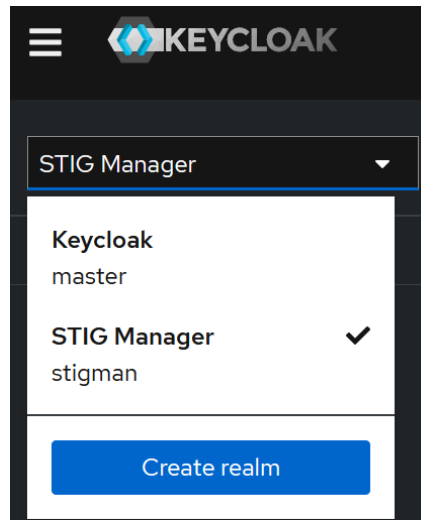 KEYCLOAK
STIG Manager
Keycloak
master
STIG Manager
stigman
Create realm